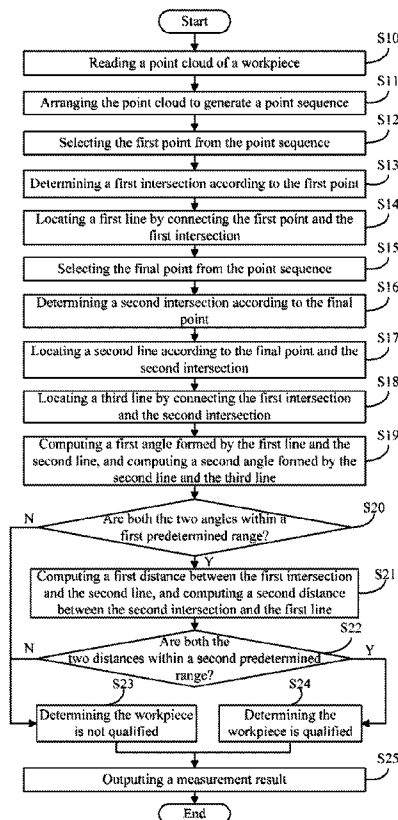 Start
S10
Reading a point cloud of a workpiece
S11
Arranging the point cloud to generate a point sequence
S12
Selecting the first point from the point sequence
S13
Determining a first intersection according to the first point
S14
Locating a first line by connecting the first point and the
first intersection
S15
Selecting the final point from the point sequence
S16
Determining a second intersection according to the final
point
S17
Locating a second line according to the final point and the
second intersection
S18
Locating a third line by connecting the first intersection
and the second intersection
S19
Computing a first angle formed by the first line and the
second line, and computing a second angle formed by the
second line and the third line
S20
N
Are both the two angles within a
first predetermined range?
Y
S21
Computing a first distance between the first intersection
and the second line, and computing a second distance
between the second intersection and the first line
S22
N
Are both the
two distances within a second predetermined
range?
Y
S23
S24
Determining the workpiece
is not qualified
Determining the
workpiece is qualified
S25
Outputing a measurement result
End